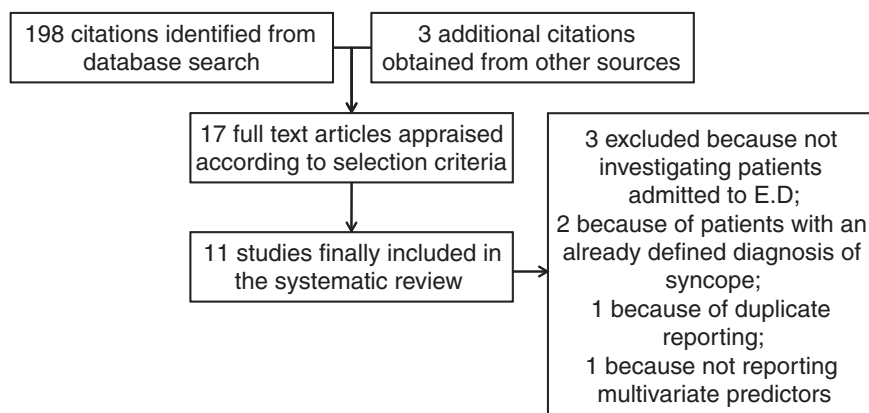 198 citations identified from
database search
3 additional citations
obtained from other sources
17 full text articles appraised
according to selection criteria
11 studies finally included in
the systematic review
3 excluded because not
investigating patients
admitted to E.D;
2 because of patients with an
already defined diagnosis of
syncope;
1 because of duplicate
reporting;
1 because not reporting
multivariate predictors